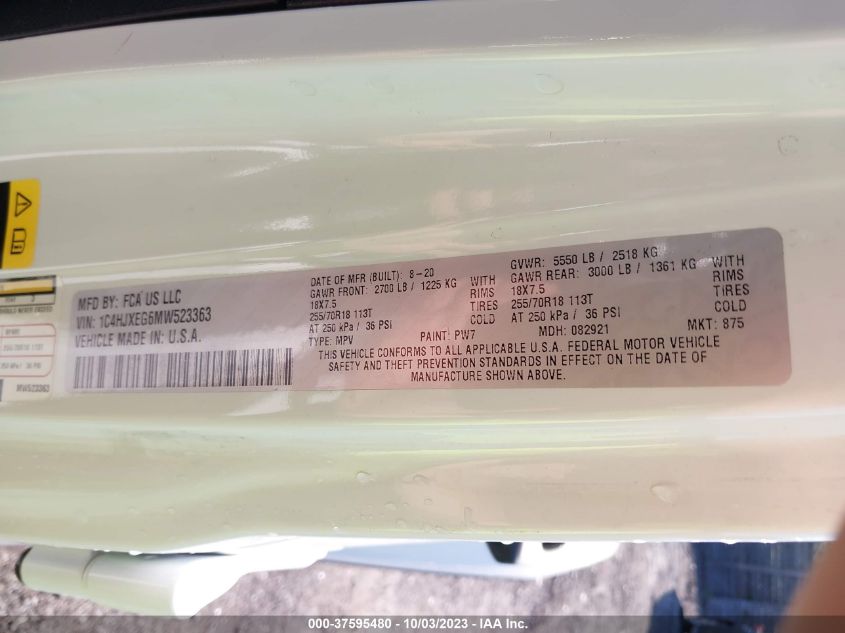 MFD BY: FCA US LLC
VIN: 1C4HJXEG6MW523363
VEHICLE MADE IN: U.S.A.
DATE OF MFR (BUILT): 8-20
GAWR FRONT: 2700 LB / 1225 KG WITH
18X7.5 RIMS
255/70R18 113T TIRES
AT 250 kPa / 36 PSI COLD
TYPE: MPV PAINT: PW7
GVWR: 5550 LB / 2518 KG
GAWR REAR: 3000 LB / 1361 KG WITH
18X7.5 RIMS
255/70R18 113T TIRES
AT 250 kPa / 36 PSI COLD
MDH: 082921 MKT: 875
THIS VEHICLE CONFORMS TO ALL APPLICABLE U.S.A. FEDERAL MOTOR VEHICLE
SAFETY AND THEFT PREVENTION STANDARDS IN EFFECT ON THE DATE OF
MANUFACTURE SHOWN ABOVE.
SHOULD NEVER EXCEED
MW523363
000-37595480 - 10/03/2023 - IAA Inc.